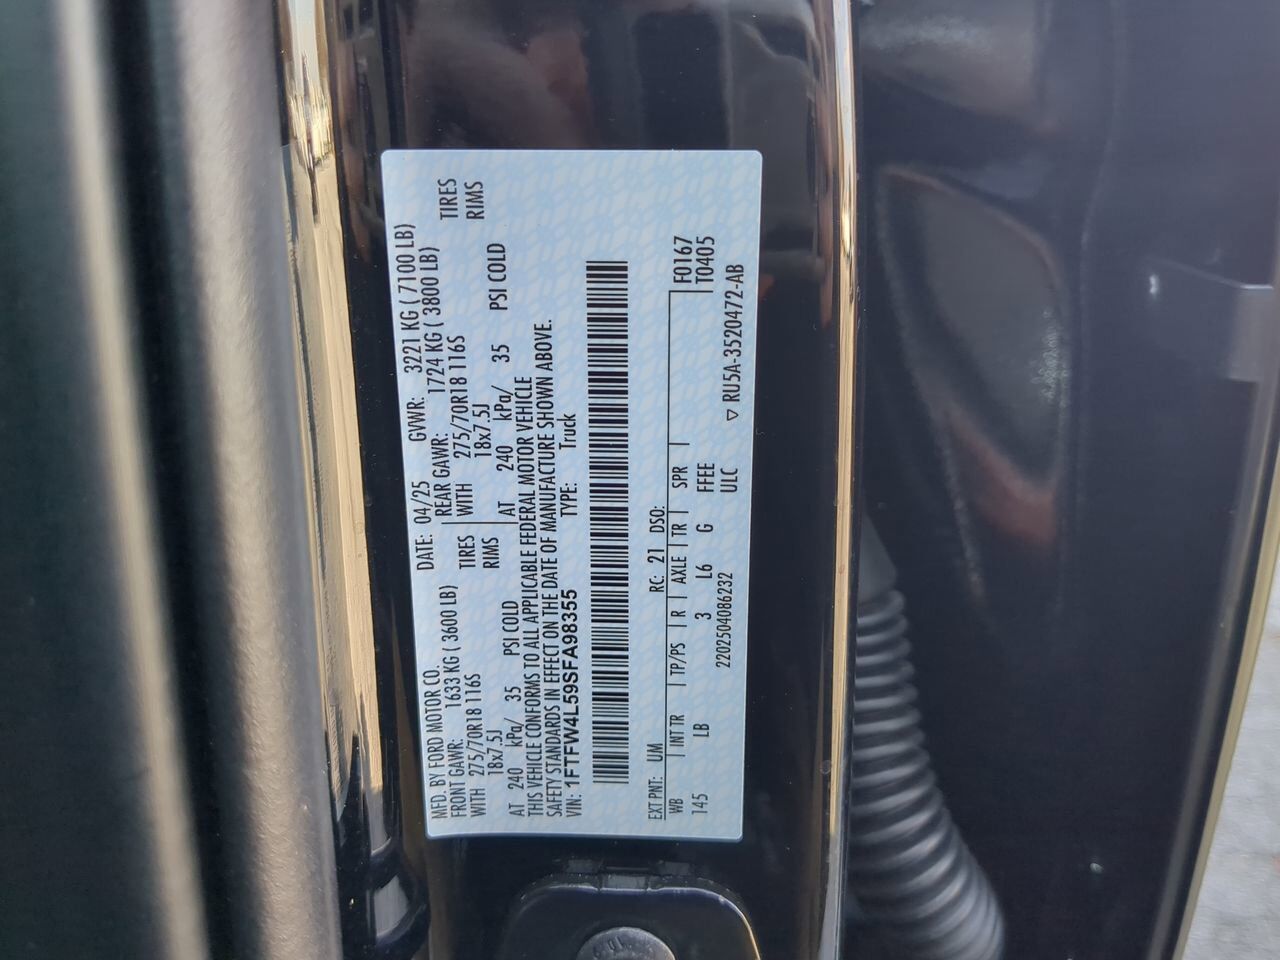 MFD. BY FORD MOTOR CO.
DATE: 04/25 GVWR: 3221 KG ( 7100 LB)
FRONT GAWR: 1633 KG ( 3600 LB)
REAR GAWR: 1724 KG ( 3800 LB)
WITH 275/70R18 116S TIRES
WITH 275/70R18 116S TIRES
18x7.5J RIMS
18x7.5J RIMS
AT 240 kPa/ 35 PSI COLD
AT 240 kPa/ 35 PSI COLD
THIS VEHICLE CONFORMS TO ALL APPLICABLE FEDERAL MOTOR VEHICLE
SAFETY STANDARDS IN EFFECT ON THE DATE OF MANUFACTURE SHOWN ABOVE.
VIN: 1FTFW4L59SFA98355 TYPE: Truck
EXT PNT: UM RC: 21 DSO:
WB INT TR TP/PS R AXLE TR SPR F0167
145 LB 3 L6 G FFEE T0405
2202504086232 ULC ▽ RU5A-3520472-AB